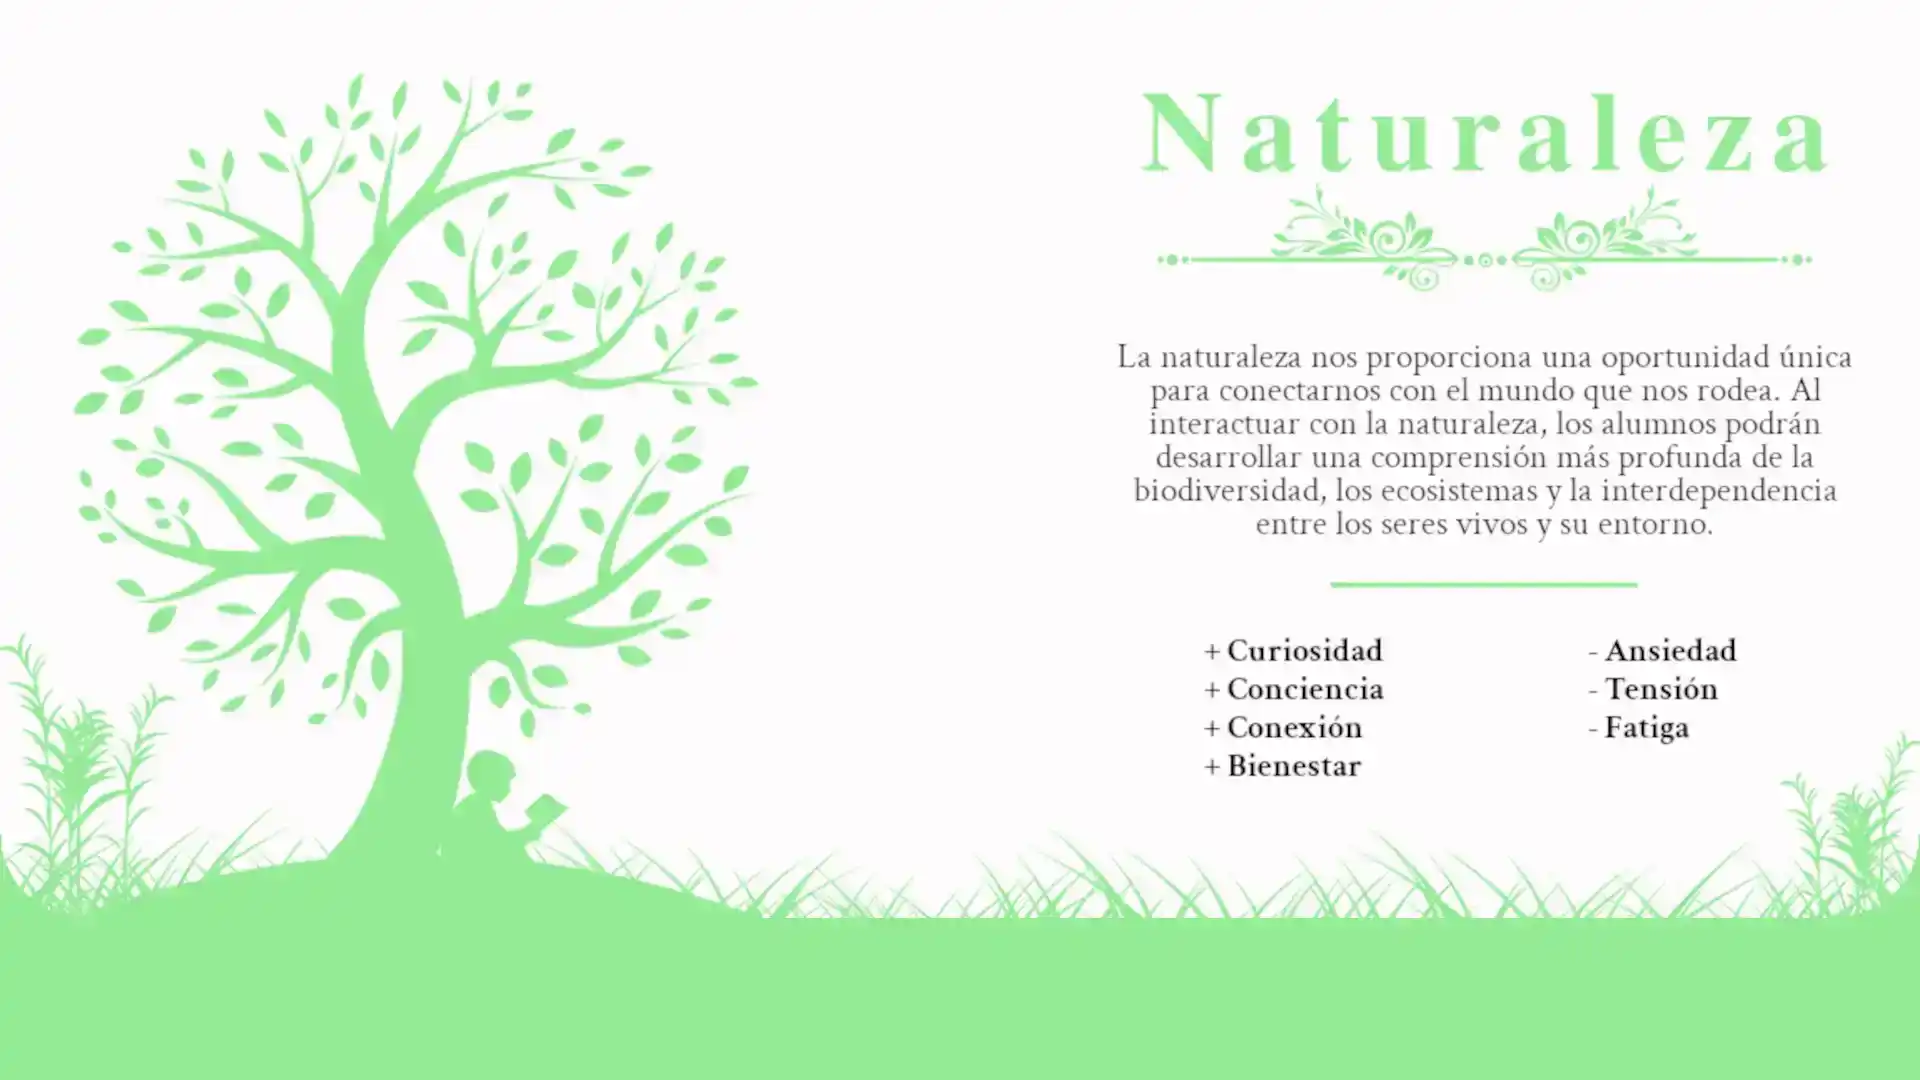 Naturaleza
La naturaleza nos proporciona una oportunidad única
para conectarnos con el mundo que nos rodea. Al
interactuar con la naturaleza, los alumnos podrán
desarrollar una comprensión más profunda de la
biodiversidad, los ecosistemas y la interdependencia
entre los seres vivos y su entorno.
+ Curiosidad
+ Conciencia
+ Conexión
+ Bienestar
- Ansiedad
- Tensión
- Fatiga